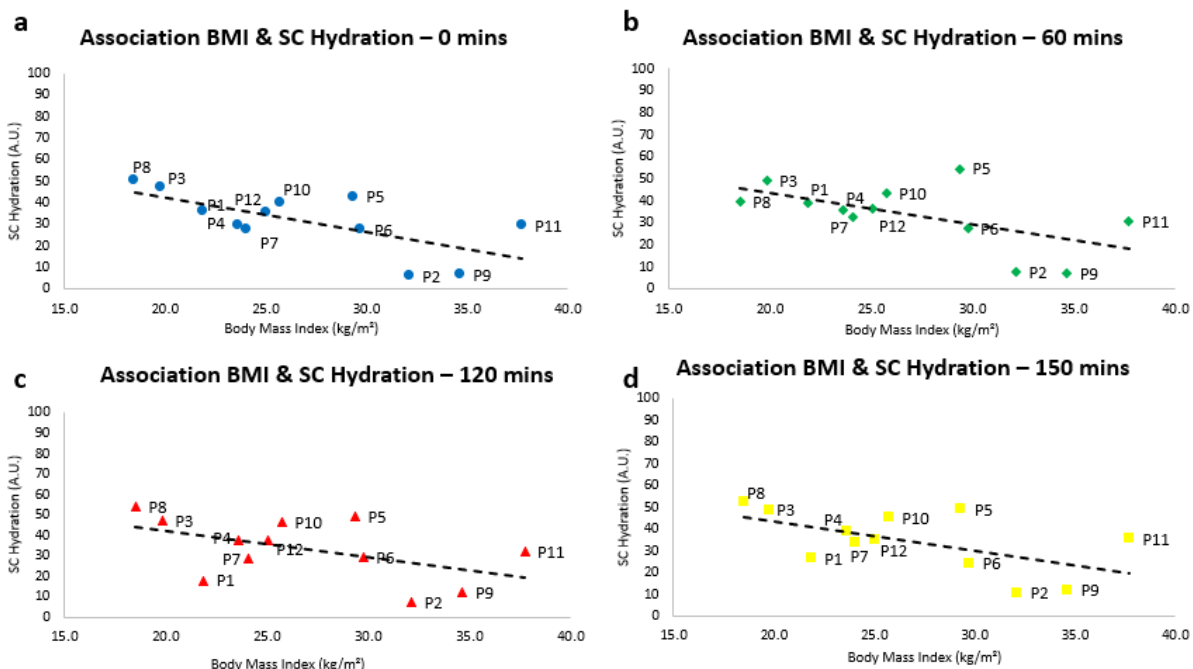 a
Association BMI & SC Hydration – 0 mins
SC Hydration (A.U.)
100
90
80
70
60
50
40
30
20
10
0
P8
P3
P1
P12
P10
P4
P7
P5
P6
P11
P2
P9
15.0 20.0 25.0 30.0 35.0 40.0
Body Mass Index (kg/m²)
b
Association BMI & SC Hydration – 60 mins
SC Hydration (A.U.)
100
90
80
70
60
50
40
30
20
10
0
P3
P8
P1
P4
P10
P7
P12
P5
P6
P11
P2
P9
15.0 20.0 25.0 30.0 35.0 40.0
Body Mass Index (kg/m²)
c
Association BMI & SC Hydration – 120 mins
SC Hydration (A.U.)
100
90
80
70
60
50
40
30
20
10
0
P8
P3
P4
P10
P5
P12
P7
P1
P6
P11
P2
P9
15.0 20.0 25.0 30.0 35.0 40.0
Body Mass Index (kg/m²)
d
Association BMI & SC Hydration – 150 mins
SC Hydration (A.U.)
100
90
80
70
60
50
40
30
20
10
0
P8
P3
P4
P10
P5
P1
P7
P12
P6
P11
P2
P9
15.0 20.0 25.0 30.0 35.0 40.0
Body Mass Index (kg/m²)